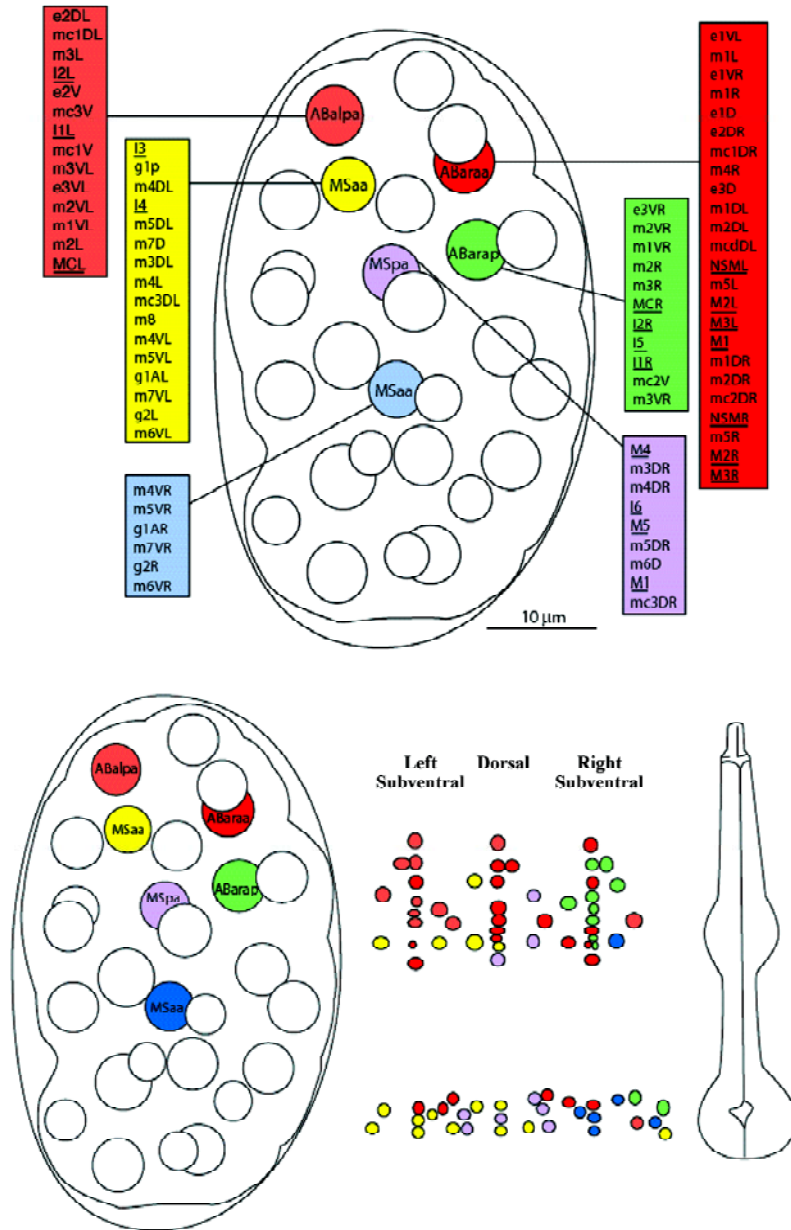 e2DL
mc1DL
m3L
I2L
e2V
mc3V
I1L
mc1V
m3VL
e3VL
m2VL
m1VL
m2L
MCL
I3
g1p
m4DL
I4
m5DL
m7D
m3DL
m4L
mc3DL
m8
m4VL
m5VL
g1AL
m7VL
g2L
m6VL
m4VR
m5VR
g1AR
m7VR
g2R
m6VR
ABalpa
MSaa
ABaraa
ABarap
MSpa
MSaa
e1VL
m1L
e1VR
m1R
e1D
e2DR
mc1DR
m4R
e3D
m1DL
m2DL
mcdDL
NSML
m5L
M2L
M3L
M1
m1DR
m2DR
mc2DR
NSMR
m5R
M2R
M3R
e3VR
m2VR
m1VR
m2R
m3R
MCR
I2R
I5
I1R
mc2V
m3VR
M4
m3DR
m4DR
I6
M5
m5DR
m6D
M1
mc3DR
10 µm
ABalpa
MSaa
ABaraa
ABarap
MSpa
MSaa
Left Subventral
Dorsal
Right Subventral